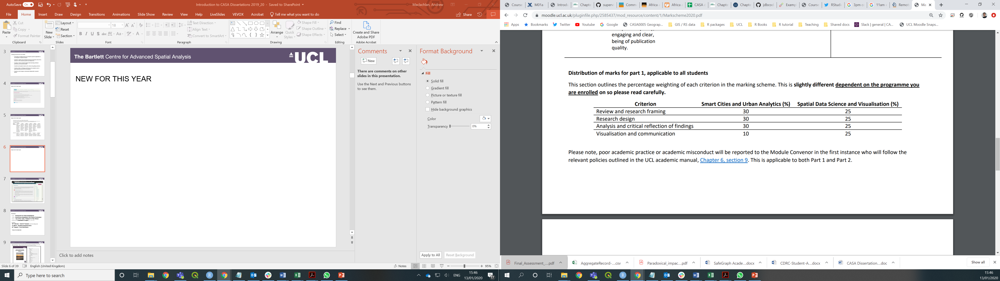 AutoSave On
Introduction to CASA Dissertations 2019_20 - Saved to SharePoint
Maclachlan, Andrew
File Home Insert Draw Design Transitions Animations Slide Show Review View Help LiveSlides VEVOX Acrobat Tell me what you want to do
Share
Paste
Cut
Copy
Format Painter
Clipboard
New Slide
Layout
Reset
Section
Slides
18
B I U S abc AV Aa A
Font
Text Direction
Align Text
Convert to SmartArt
Paragraph
Arrange
Quick Styles
Shape Fill
Shape Outline
Shape Effects
Drawing
Find
Replace
Select
Editing
Create and Share Adobe PDF
Adobe Acrobat
3
4
5
6
7
8
9
The Bartlett Centre for Advanced Spatial Analysis
UCL
NEW FOR THIS YEAR
Click to add notes
Comments
New
There are comments on other
slides in this presentation.
Use the Next and Previous buttons
to see them.
Format Background
Fill
Solid fill
Gradient fill
Picture or texture fill
Pattern fill
Hide background graphics
Color
Transparency
0%
Apply to All
Reset Background
Slide 6 of 39
English (United Kingdom)
Notes
95%
Type here to search
ENG
15:46
13/01/2020
17
Course M01a Introdu Chapte superv Comm Africa Africa CASA Chapte Chapte jdbcod Examp Course RStudi 3pm c 11am Remot Ma
moodle.ucl.ac.uk/pluginfile.php/2585437/mod_resource/content/1/Markscheme2020.pdf
Apps Bookmarks Twitter Youtube Google CASA0005 Geograp... GIS / RS data R packages UCL R Books R tutorial Teaching Shared docs Slack | general | CA... UCL Moodle Snaps...
engaging and clear,
being of publication
quality.
Distribution of marks for part 1, applicable to all students
This section outlines the percentage weighting of each criterion in the marking scheme. This is slightly different dependent on the programme you
are enrolled on so please read carefully.
Criterion Smart Cities and Urban Analytics (%) Spatial Data Science and Visualisation (%)
Review and research framing 30 25
Research design 30 25
Analysis and critical reflection of findings 30 25
Visualisation and communication 10 25
Please note, poor academic practice or academic misconduct will be reported to the Module Convenor in the first instance who will follow the
relevant policies outlined in the UCL academic manual, Chapter 6, section 9. This is applicable to both Part 1 and Part 2.
Final_Assessment_....pdf AggregateRecord-....csv Paradoxical_impac....pdf SafeGraph Acade....docx CDRC-Student-A....docx CASA Dissertation....doc Show all
15:46
13/01/2020